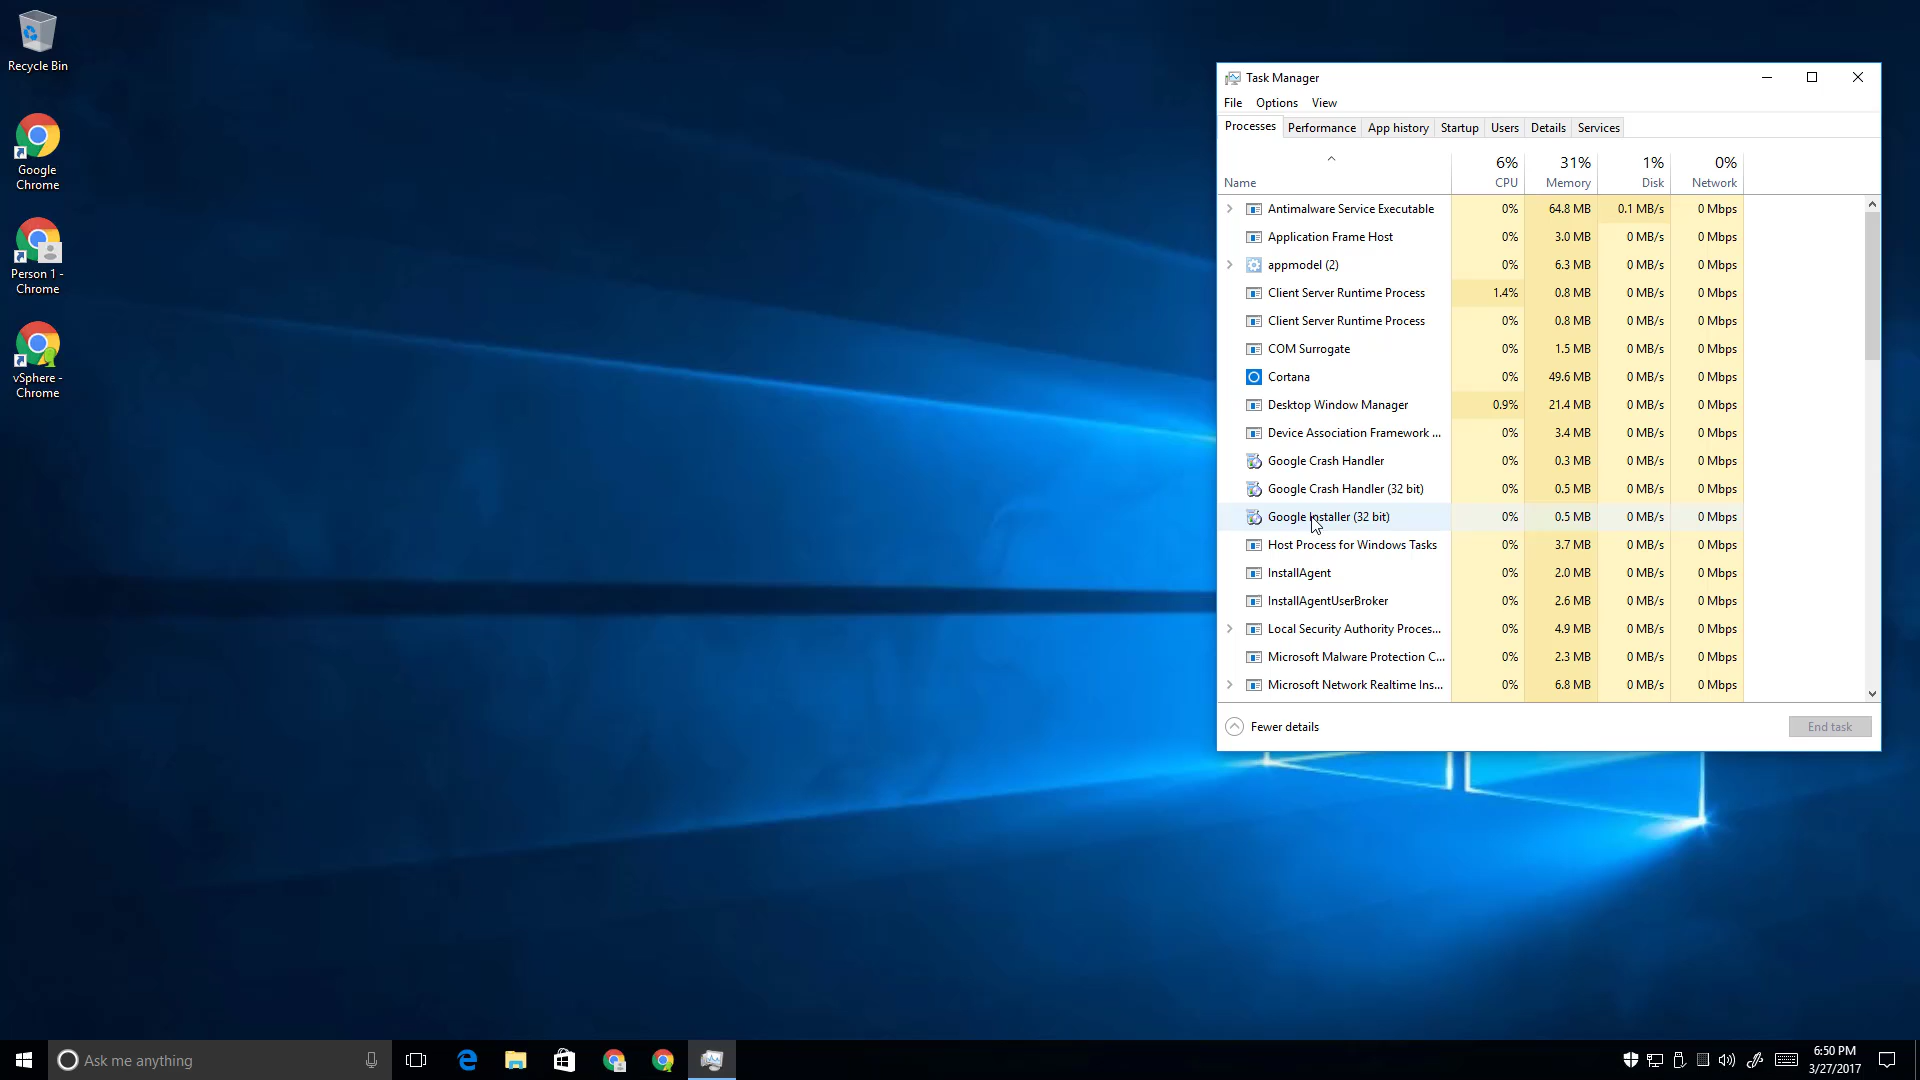 Recycle Bin
Google
Chrome
Person 1 -
Chrome
vSphere -
Chrome
Task Manager
File Options View
Processes Performance App history Startup Users Details Services
6% 31% 1% 0%
Name CPU Memory Disk Network
Antimalware Service Executable 0% 64.8 MB 0.1 MB/s 0 Mbps
Application Frame Host 0% 3.0 MB 0 MB/s 0 Mbps
appmodel (2) 0% 6.3 MB 0 MB/s 0 Mbps
Client Server Runtime Process 1.4% 0.8 MB 0 MB/s 0 Mbps
Client Server Runtime Process 0% 0.8 MB 0 MB/s 0 Mbps
COM Surrogate 0% 1.5 MB 0 MB/s 0 Mbps
Cortana 0% 49.6 MB 0 MB/s 0 Mbps
Desktop Window Manager 0.9% 21.4 MB 0 MB/s 0 Mbps
Device Association Framework ... 0% 3.4 MB 0 MB/s 0 Mbps
Google Crash Handler 0% 0.3 MB 0 MB/s 0 Mbps
Google Crash Handler (32 bit) 0% 0.5 MB 0 MB/s 0 Mbps
Google Installer (32 bit) 0% 0.5 MB 0 MB/s 0 Mbps
Host Process for Windows Tasks 0% 3.7 MB 0 MB/s 0 Mbps
InstallAgent 0% 2.0 MB 0 MB/s 0 Mbps
InstallAgentUserBroker 0% 2.6 MB 0 MB/s 0 Mbps
Local Security Authority Proces... 0% 4.9 MB 0 MB/s 0 Mbps
Microsoft Malware Protection C... 0% 2.3 MB 0 MB/s 0 Mbps
Microsoft Network Realtime Ins... 0% 6.8 MB 0 MB/s 0 Mbps
Fewer details End task
Ask me anything
6:50 PM
3/27/2017